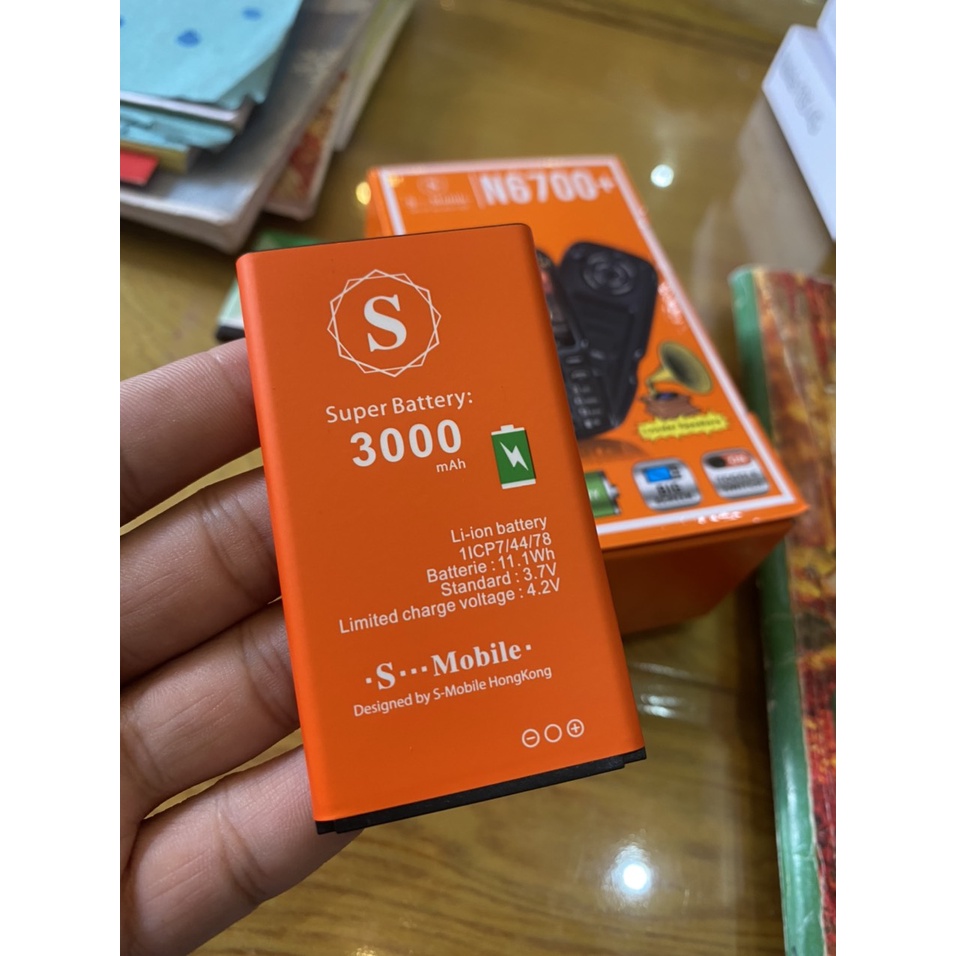 N6700+
S
Super Battery:
3000
mAh
Li-ion battery
1ICP7/44/78
Batterie : 11.1Wh
Standard : 3.7V
Limited charge voltage : 4.2V
·S···Mobile·
Designed by S-Mobile HongKong